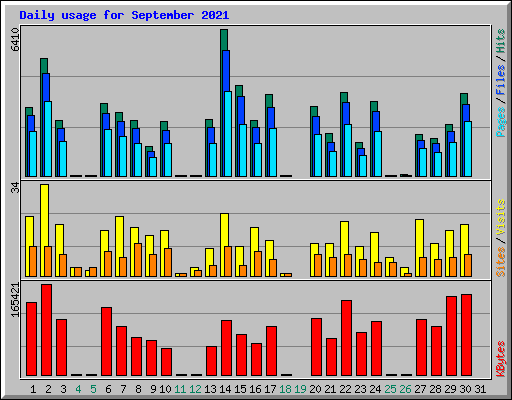 Daily usage for September 2021
6410
34
165421
Pages / Files / Hits
Sites / Visits
KBytes
1 2 3 4 5 6 7 8 9 10 11 12 13 14 15 16 17 18 19 20 21 22 23 24 25 26 27 28 29 30 31